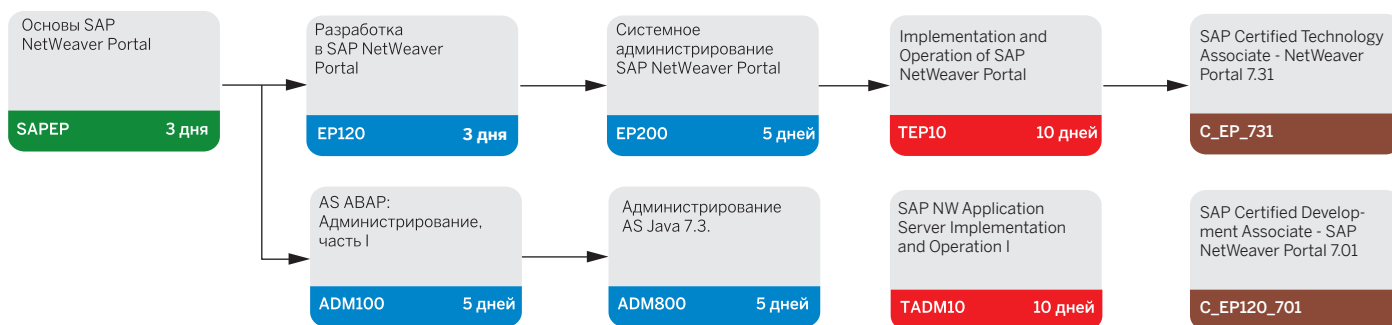 Основы SAP
NetWeaver Portal
SAPEP 3 дня
Разработка
в SAP NetWeaver
Portal
EP120 3 дня
Системное
администрирование
SAP NetWeaver Portal
EP200 5 дней
Implementation and
Operation of SAP
NetWeaver Portal
TEP10 10 дней
SAP Certified Technology
Associate - NetWeaver
Portal 7.31
C_EP_731
AS ABAP:
Администрирование,
часть I
ADM100 5 дней
Администрирование
AS Java 7.3.
ADM800 5 дней
SAP NW Application
Server Implementation
and Operation I
TADM10 10 дней
SAP Certified Develop-
ment Associate - SAP
NetWeaver Portal 7.01
C_EP120_701